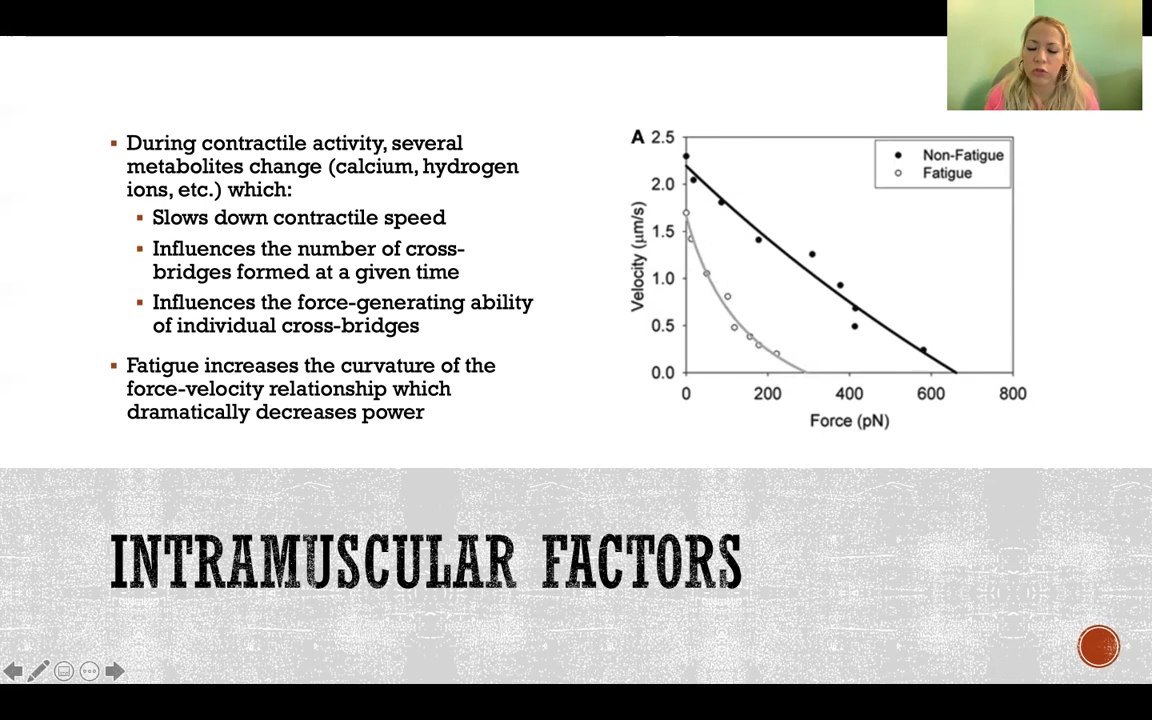 ▪ During contractile activity, several
metabolites change (calcium, hydrogen
ions, etc.) which:
▪ Slows down contractile speed
▪ Influences the number of cross-
bridges formed at a given time
▪ Influences the force-generating ability
of individual cross-bridges
▪ Fatigue increases the curvature of the
force-velocity relationship which
dramatically decreases power
A
Non-Fatigue
Fatigue
Velocity (μm/s)
2.5
2.0
1.5
1.0
0.5
0.0
0 200 400 600 800
Force (pN)
INTRAMUSCULAR FACTORS